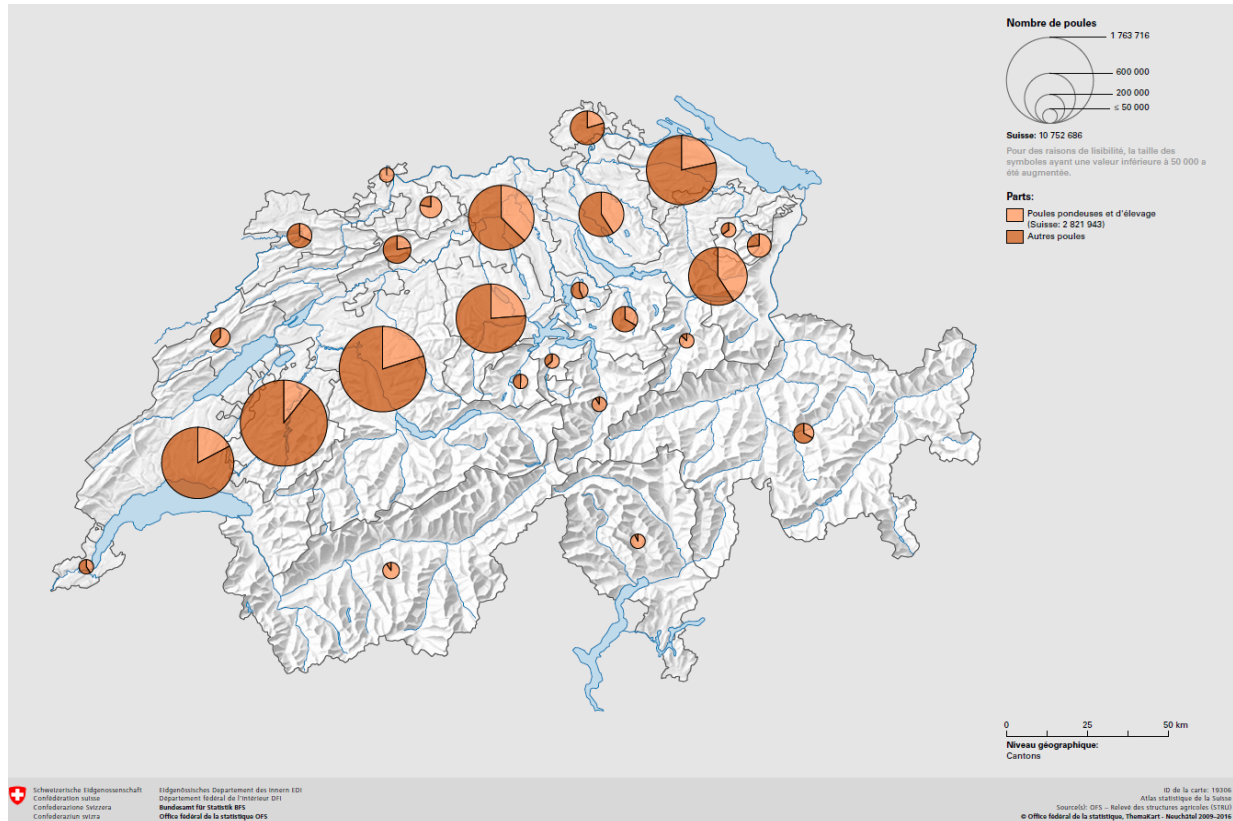 Nombre de poules
1 763 716
600 000
200 000
≤ 50 000
Suisse: 10 752 686
Pour des raisons de lisibilité, la taille des
symboles ayant une valeur inférieure à 50 000 a
été augmentée.
Parts:
Poules pondeuses et d'élevage
(Suisse: 2 821 943)
Autres poules
0 25 50 km
Niveau géographique:
Cantons
Schweizerische Eidgenossenschaft
Confédération suisse
Confederazione Svizzera
Confederaziun svizra
Eidgenössisches Departement des Innern EDI
Département fédéral de l'intérieur DFI
Bundesamt für Statistik BFS
Office fédéral de la statistique OFS
ID de la carte: 19306
Atlas statistique de la Suisse
Source(s): OFS – Relevé des structures agricoles (STRU)
© Office fédéral de la statistique, ThemaKart - Neuchâtel 2009–2016